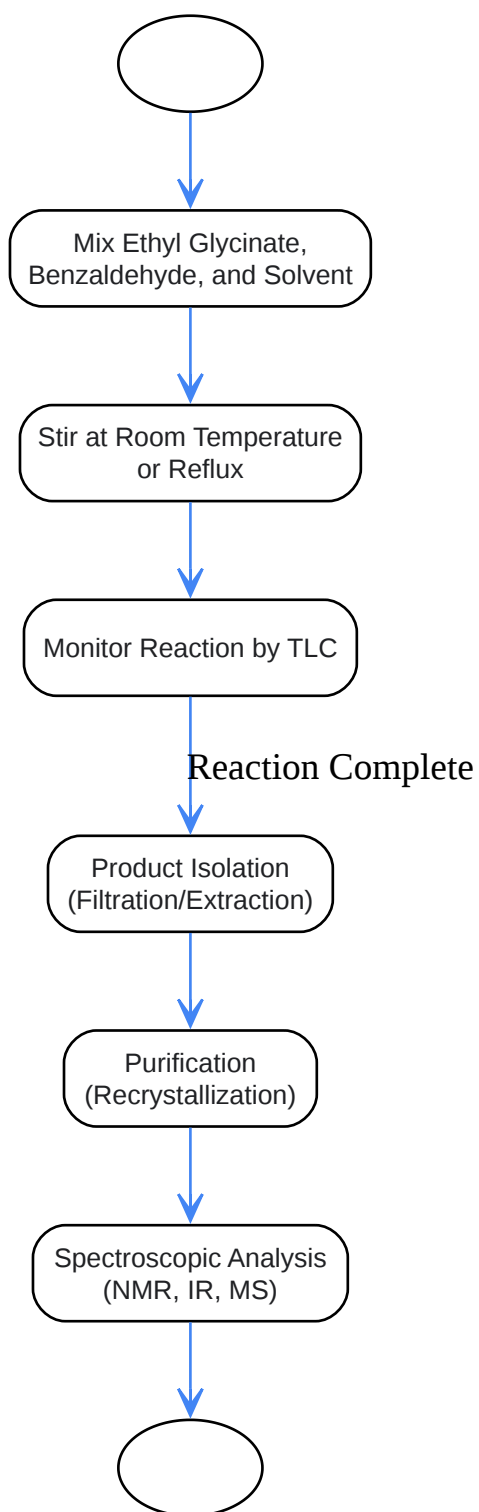 Mix Ethyl Glycinate,
Benzaldehyde, and Solvent
Stir at Room Temperature
or Reflux
Monitor Reaction by TLC
Reaction Complete
Product Isolation
(Filtration/Extraction)
Purification
(Recrystallization)
Spectroscopic Analysis
(NMR, IR, MS)